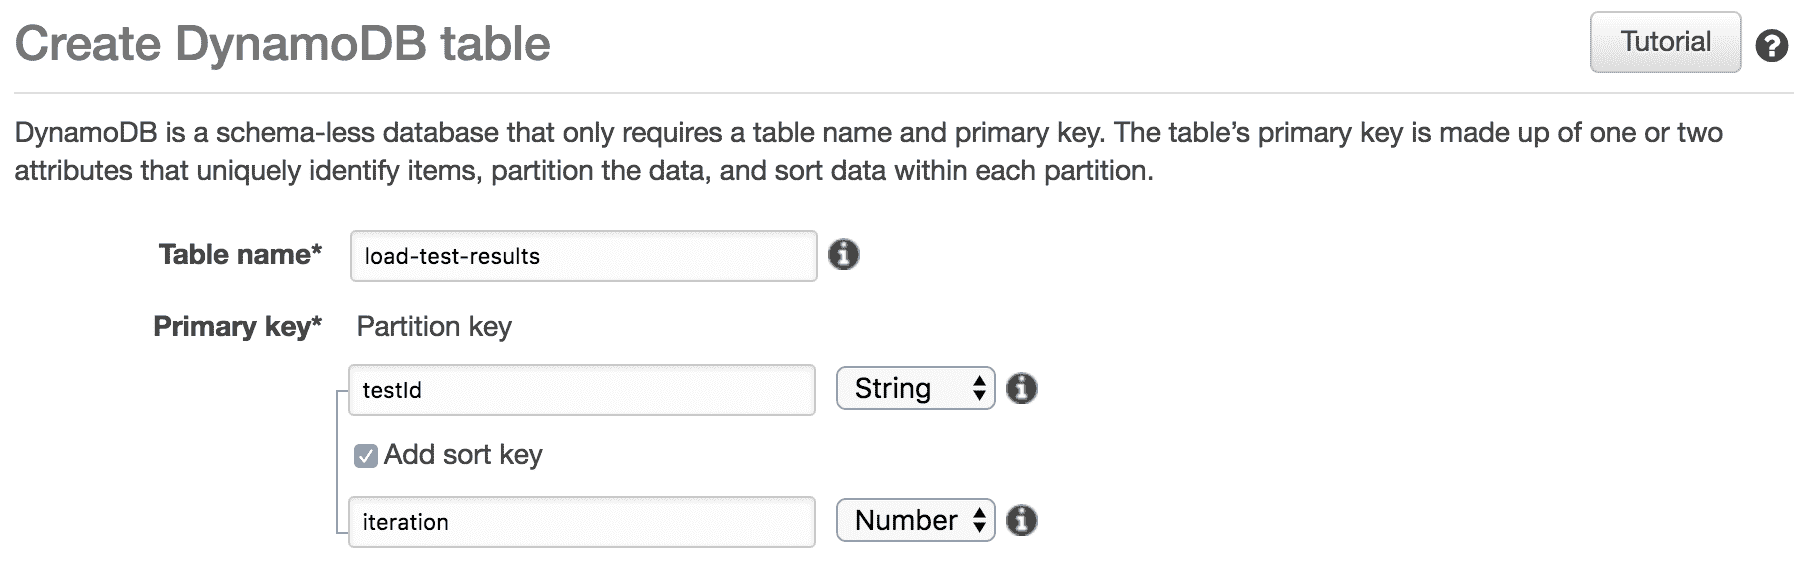 Create DynamoDB table
Tutorial
DynamoDB is a schema-less database that only requires a table name and primary key. The table's primary key is made up of one or two
attributes that uniquely identify items, partition the data, and sort data within each partition.
Table name* load-test-results
Primary key* Partition key
testId String
Add sort key
iteration Number